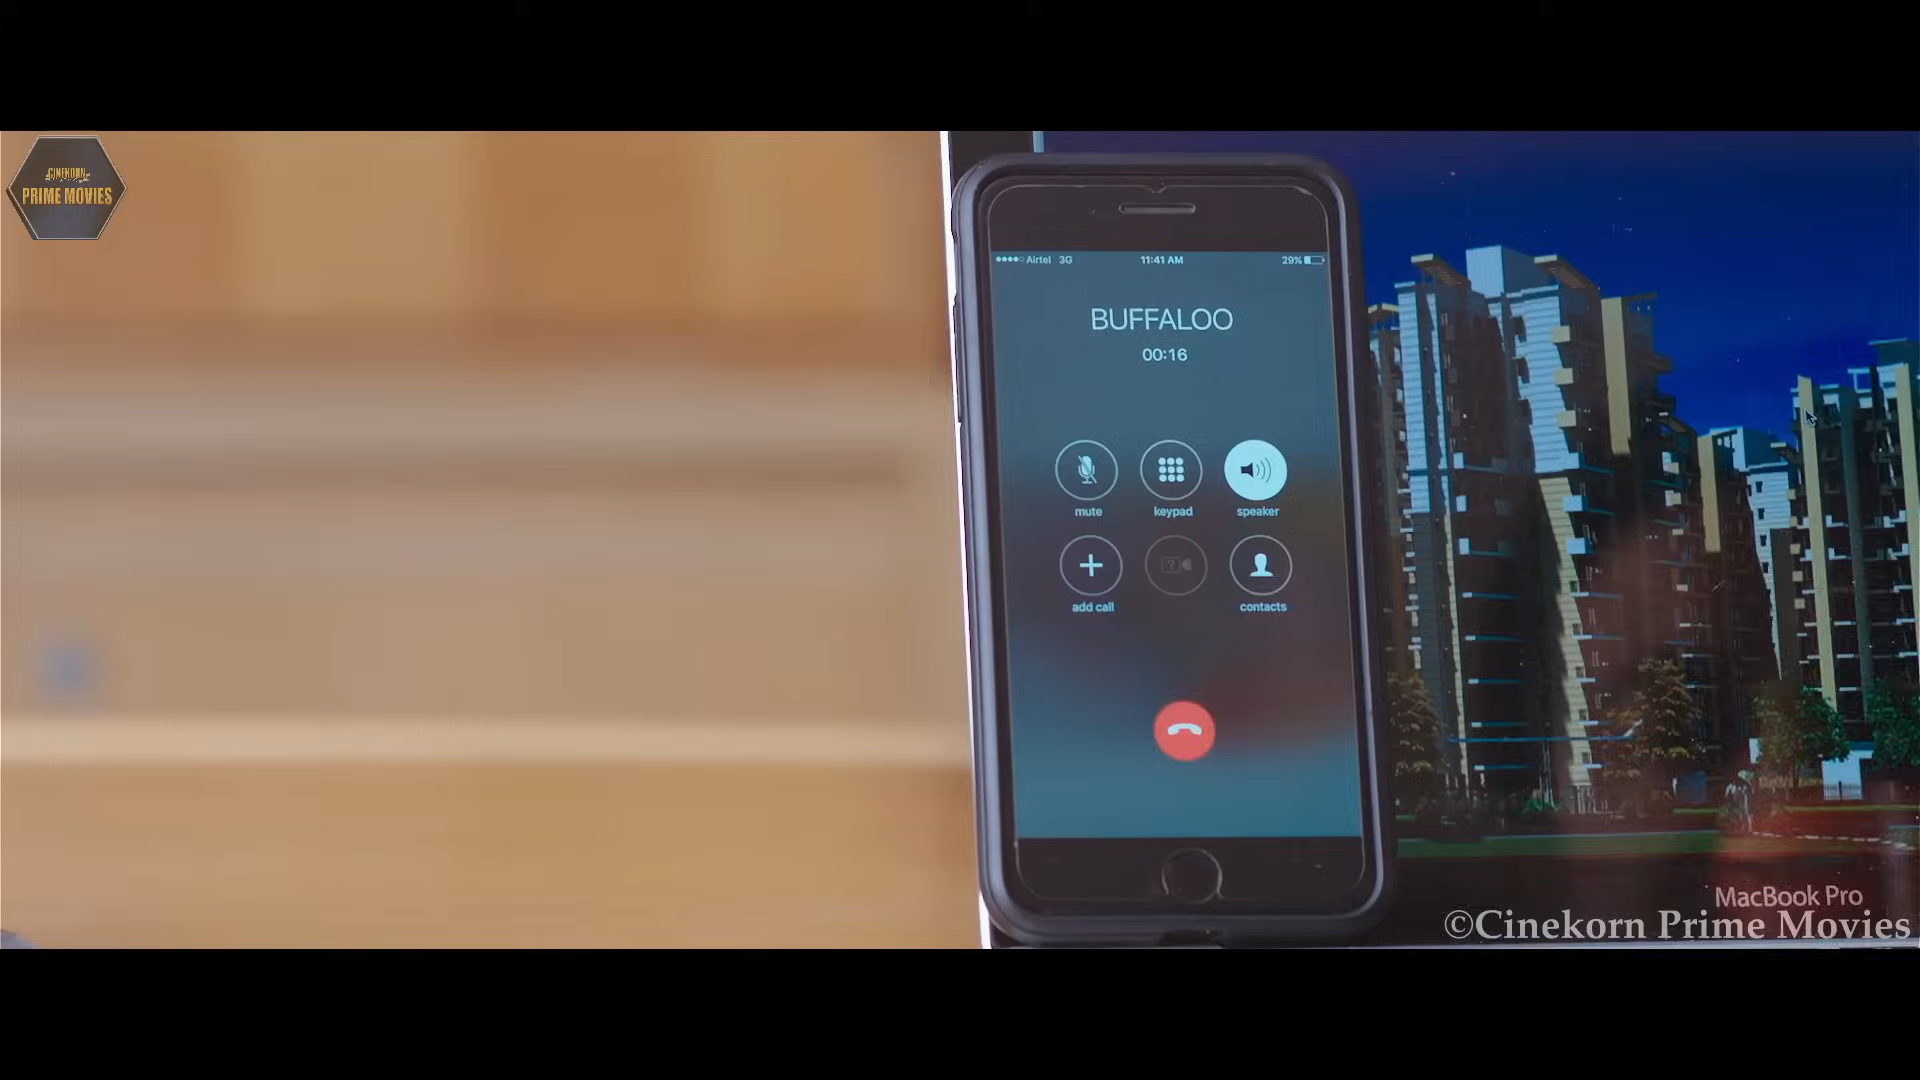 CINEKORN
PRIME MOVIES
Airtel 3G 11:41 AM 29%
BUFFALOO
00:16
mute keypad speaker
add call contacts
MacBook Pro
©Cinekorn Prime Movies